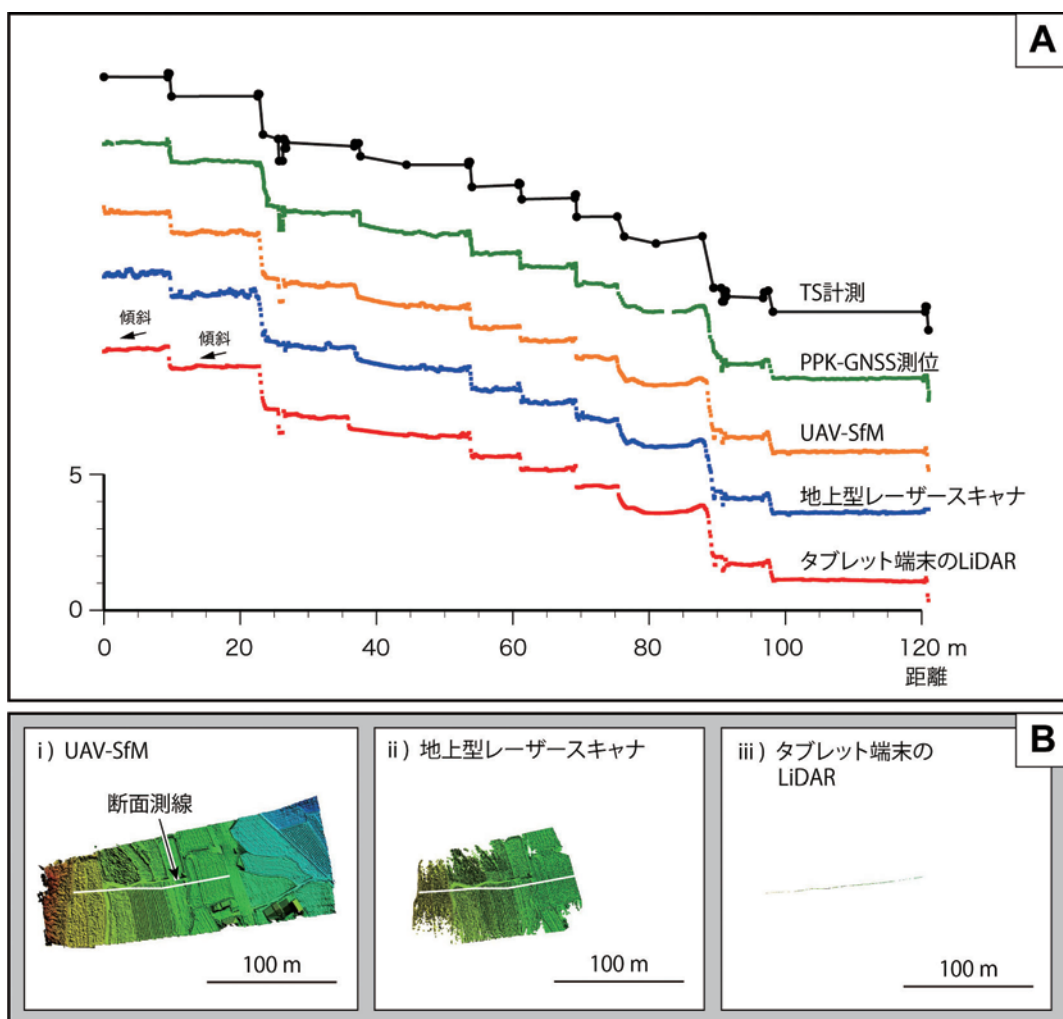 A
TS計測
PPK-GNSS測位
UAV-SfM
傾斜
傾斜
地上型レーザースキャナ
タブレット端末のLiDAR
5
0
0
20
40
60
80
100
120 m
距離
B
i ) UAV-SfM
断面測線
100 m
ii ) 地上型レーザースキャナ
100 m
iii ) タブレット端末の
LiDAR
100 m